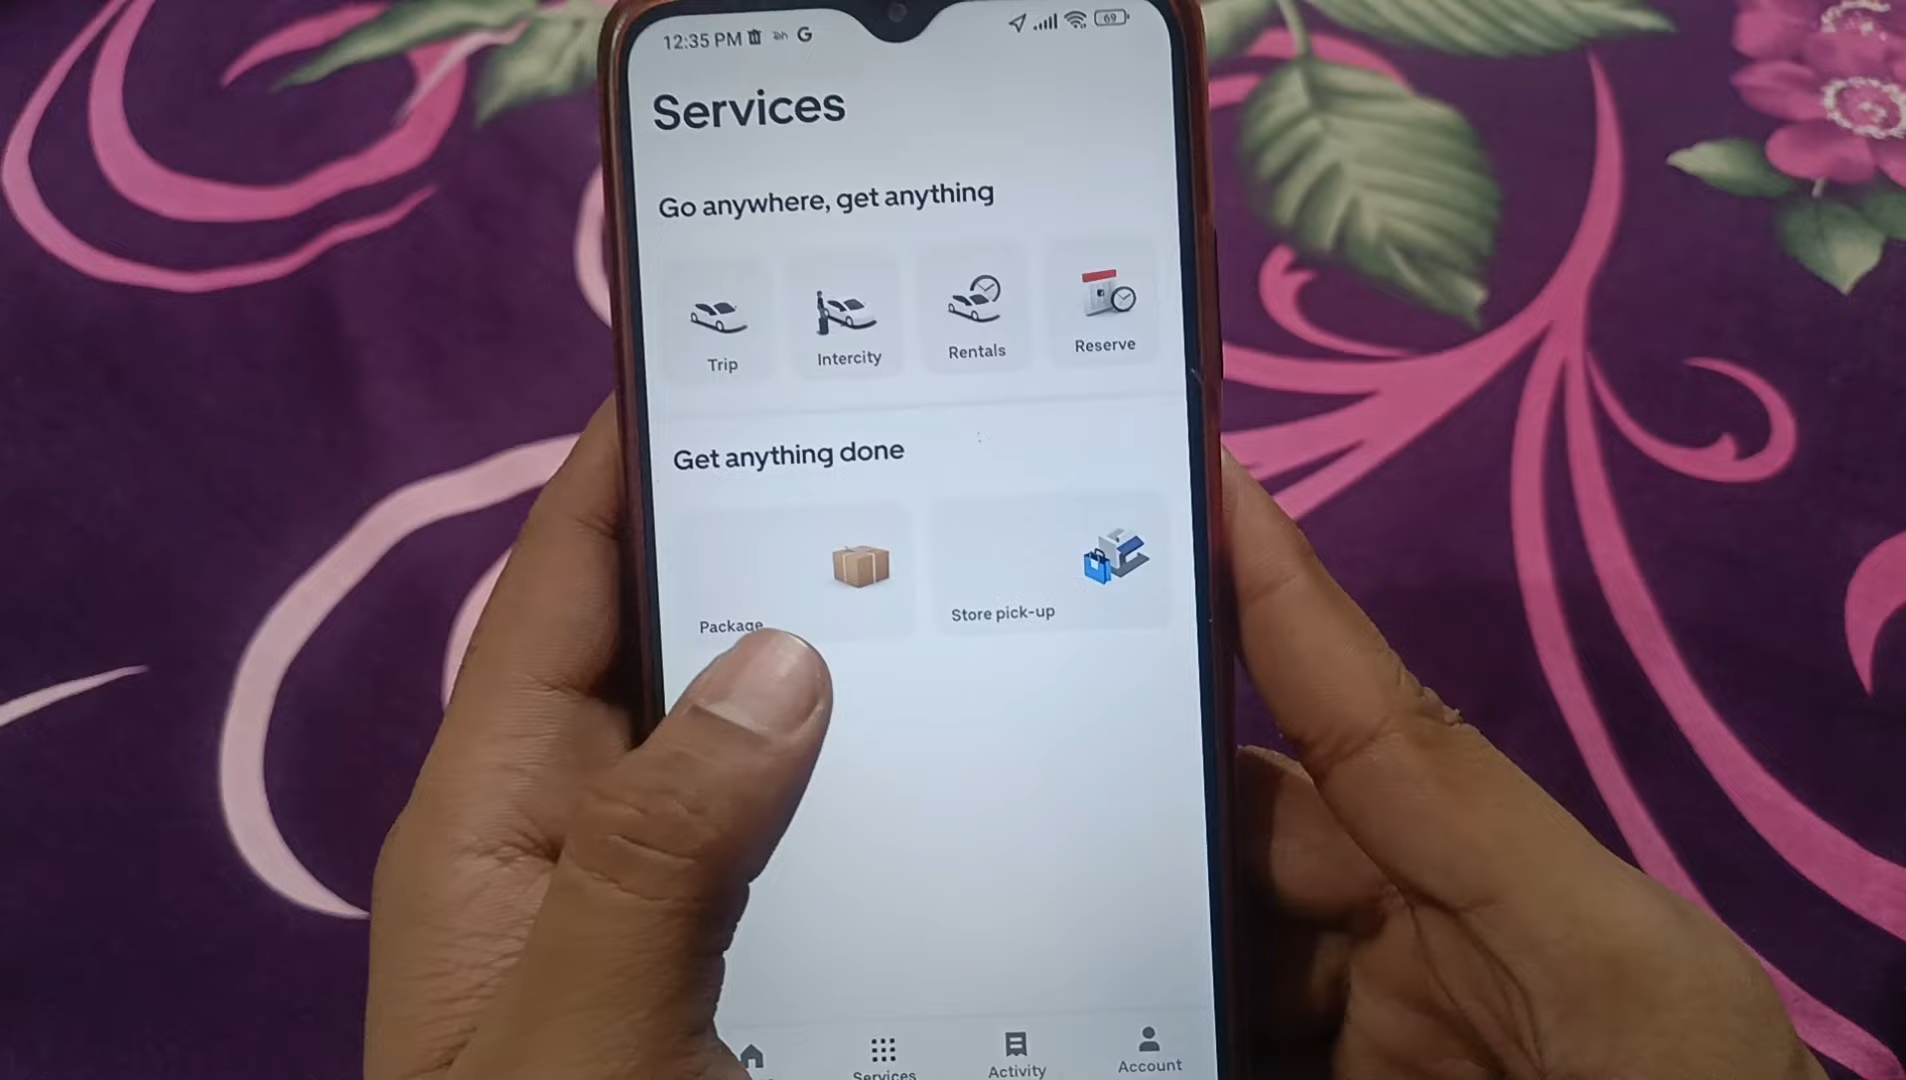 12:35 PM G 69
Services
Go anywhere, get anything
Trip Intercity Rentals Reserve
Get anything done
Package Store pick-up
Services Activity Account